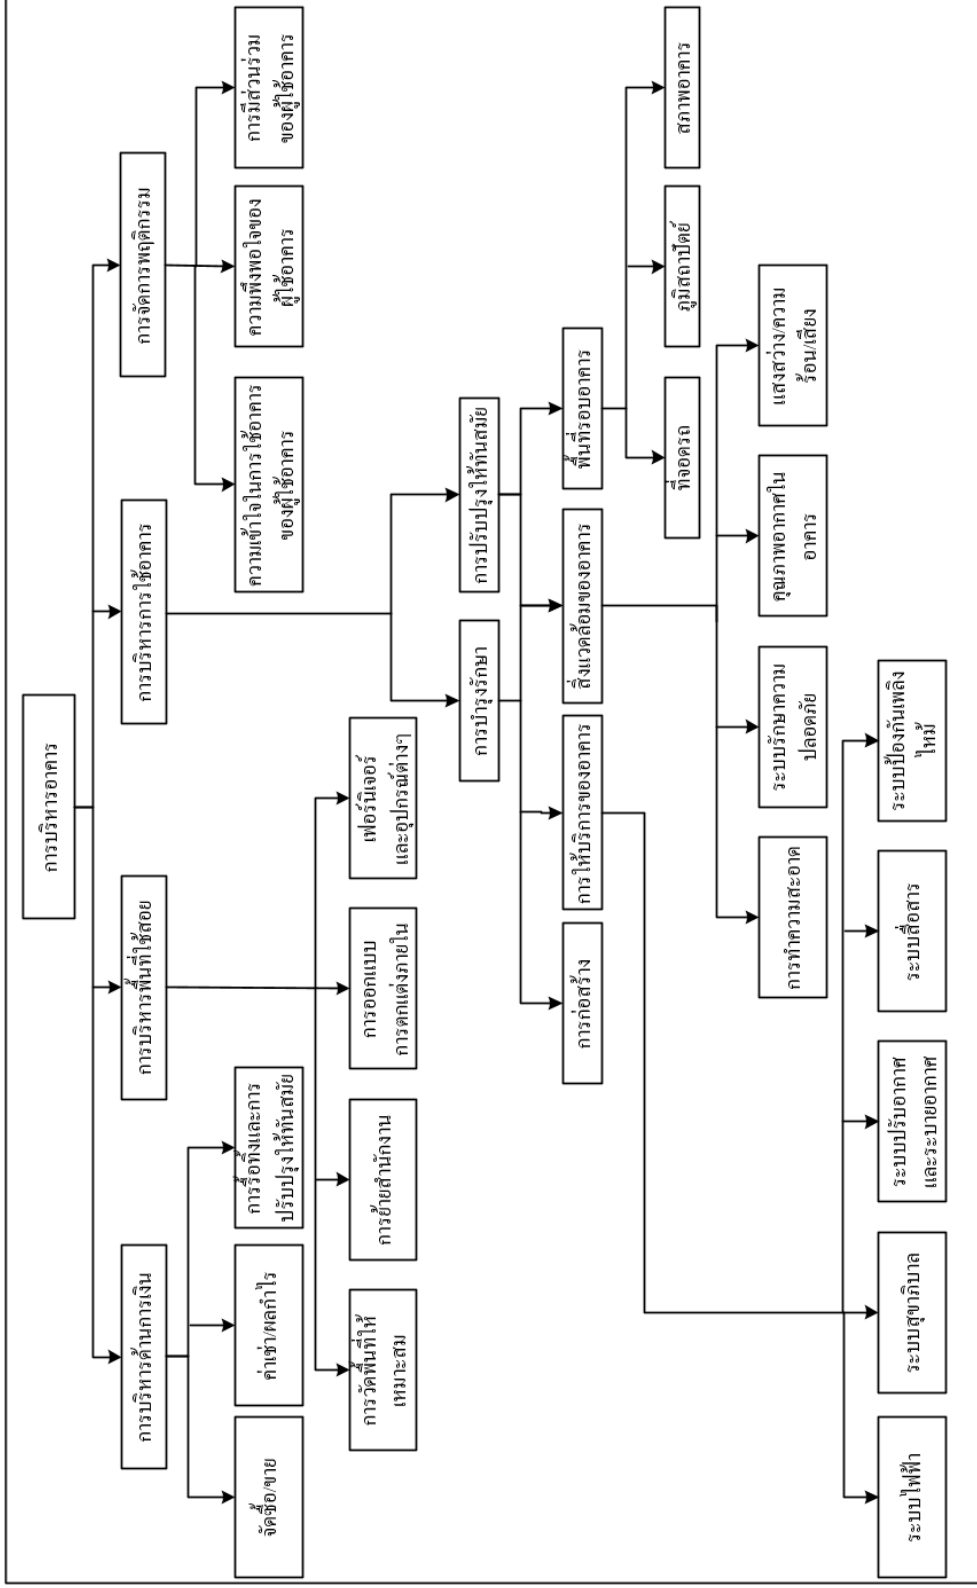 การบริหารอาคาร
การบริหารด้านการเงิน
การบริหารพื้นที่ใช้สอย
การบริหารการใช้อาคาร
การจัดการพฤติกรรม
จัดซื้อ/ขาย
ค่าเช่า/ผลกำไร
การรื้อทิ้งและการ
ปรับปรุงให้ทันสมัย
ความเข้าใจในการใช้อาคาร
ของผู้ใช้อาคาร
ความพึงพอใจของ
ผู้ใช้อาคาร
การมีส่วนร่วม
ของผู้ใช้อาคาร
การวัดพื้นที่ให้
เหมาะสม
การย้ายสำนักงาน
การออกแบบ
การตกแต่งภายใน
เฟอร์นิเจอร์
และอุปกรณ์ต่างๆ
การบำรุงรักษา
การปรับปรุงให้ทันสมัย
การก่อสร้าง
การให้บริการของอาคาร
สิ่งแวดล้อมของอาคาร
พื้นที่รอบอาคาร
ที่จอดรถ
ภูมิสถาปัตย์
สภาพอาคาร
การทำความสะอาด
ระบบรักษาความ
ปลอดภัย
คุณภาพอากาศใน
อาคาร
แสงสว่าง/ความ
ร้อน/เสียง
ระบบไฟฟ้า
ระบบสุขาภิบาล
ระบบปรับอากาศ
และระบายอากาศ
ระบบสื่อสาร
ระบบป้องกันเพลิง
ไหม้